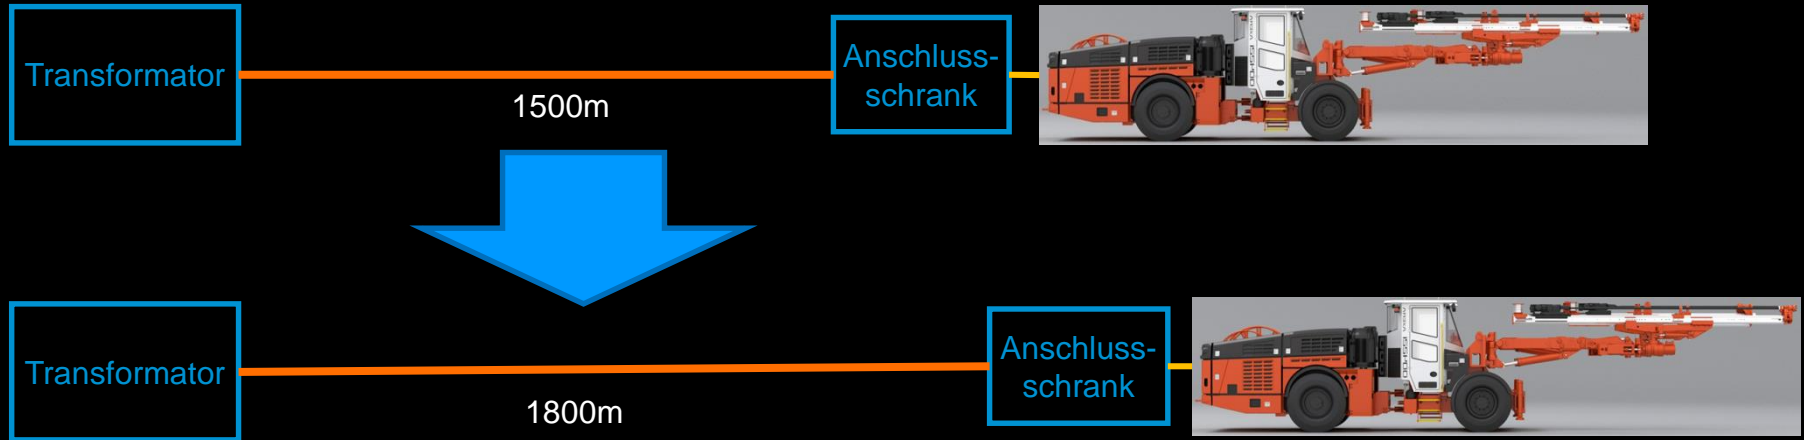 Transformator
Anschluss-
schrank
1500m
Transformator
Anschluss-
schrank
1800m